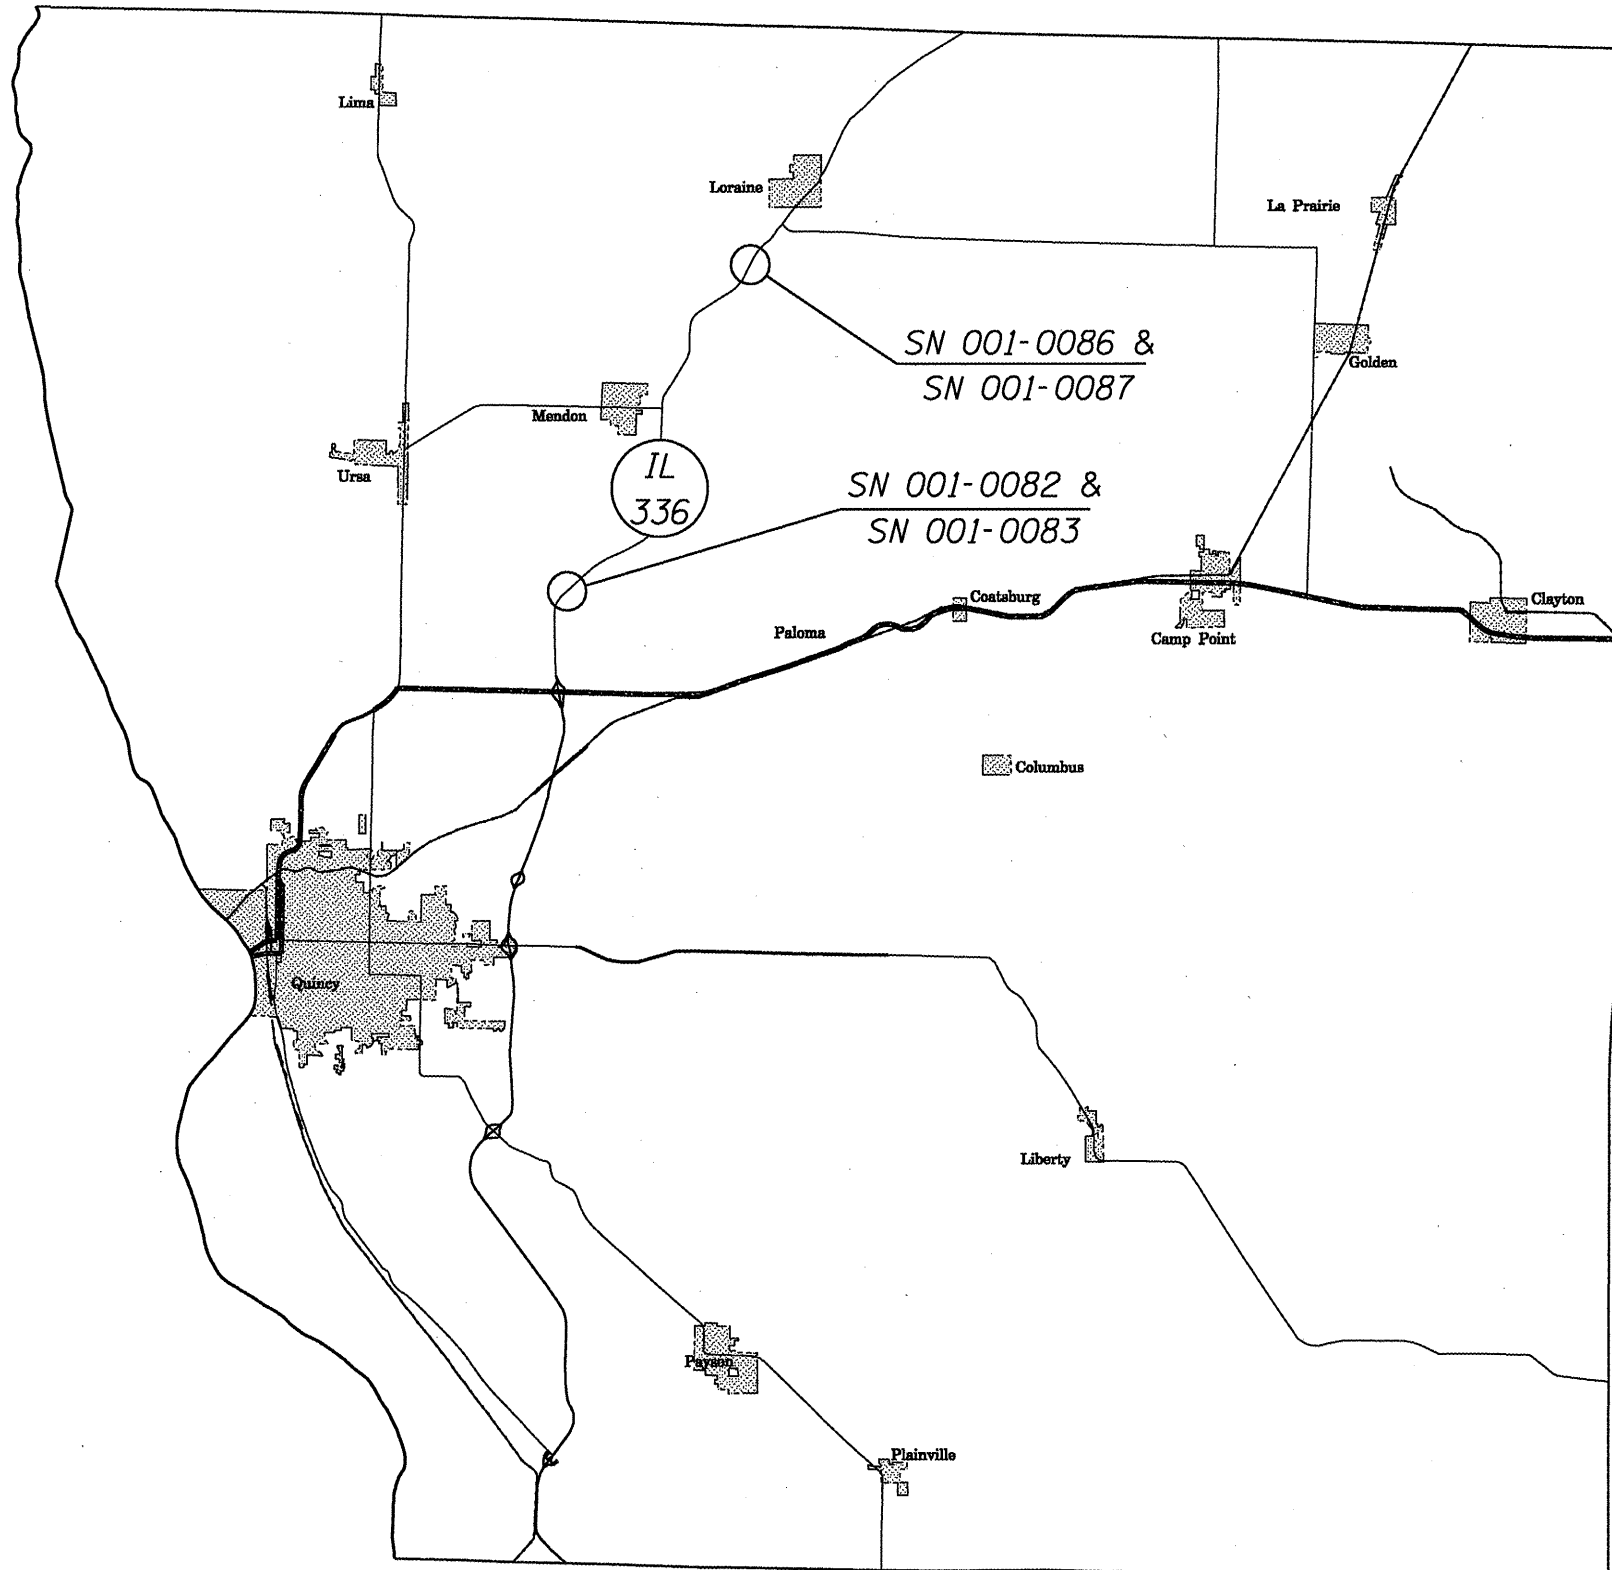 Lima
Loraine
La Prairie
SN 001-0086 &
SN 001-0087
Golden
Mendon
Ursa
IL
336
SN 001-0082 &
SN 001-0083
Coatsburg
Clayton
Paloma
Camp Point
Columbus
Quincy
Liberty
Payson
Plainville